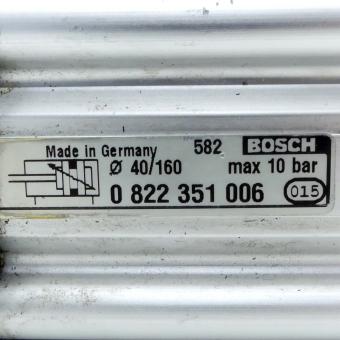 Made in Germany 582 BOSCH
Ø 40/160 max 10 bar
0 822 351 006 015